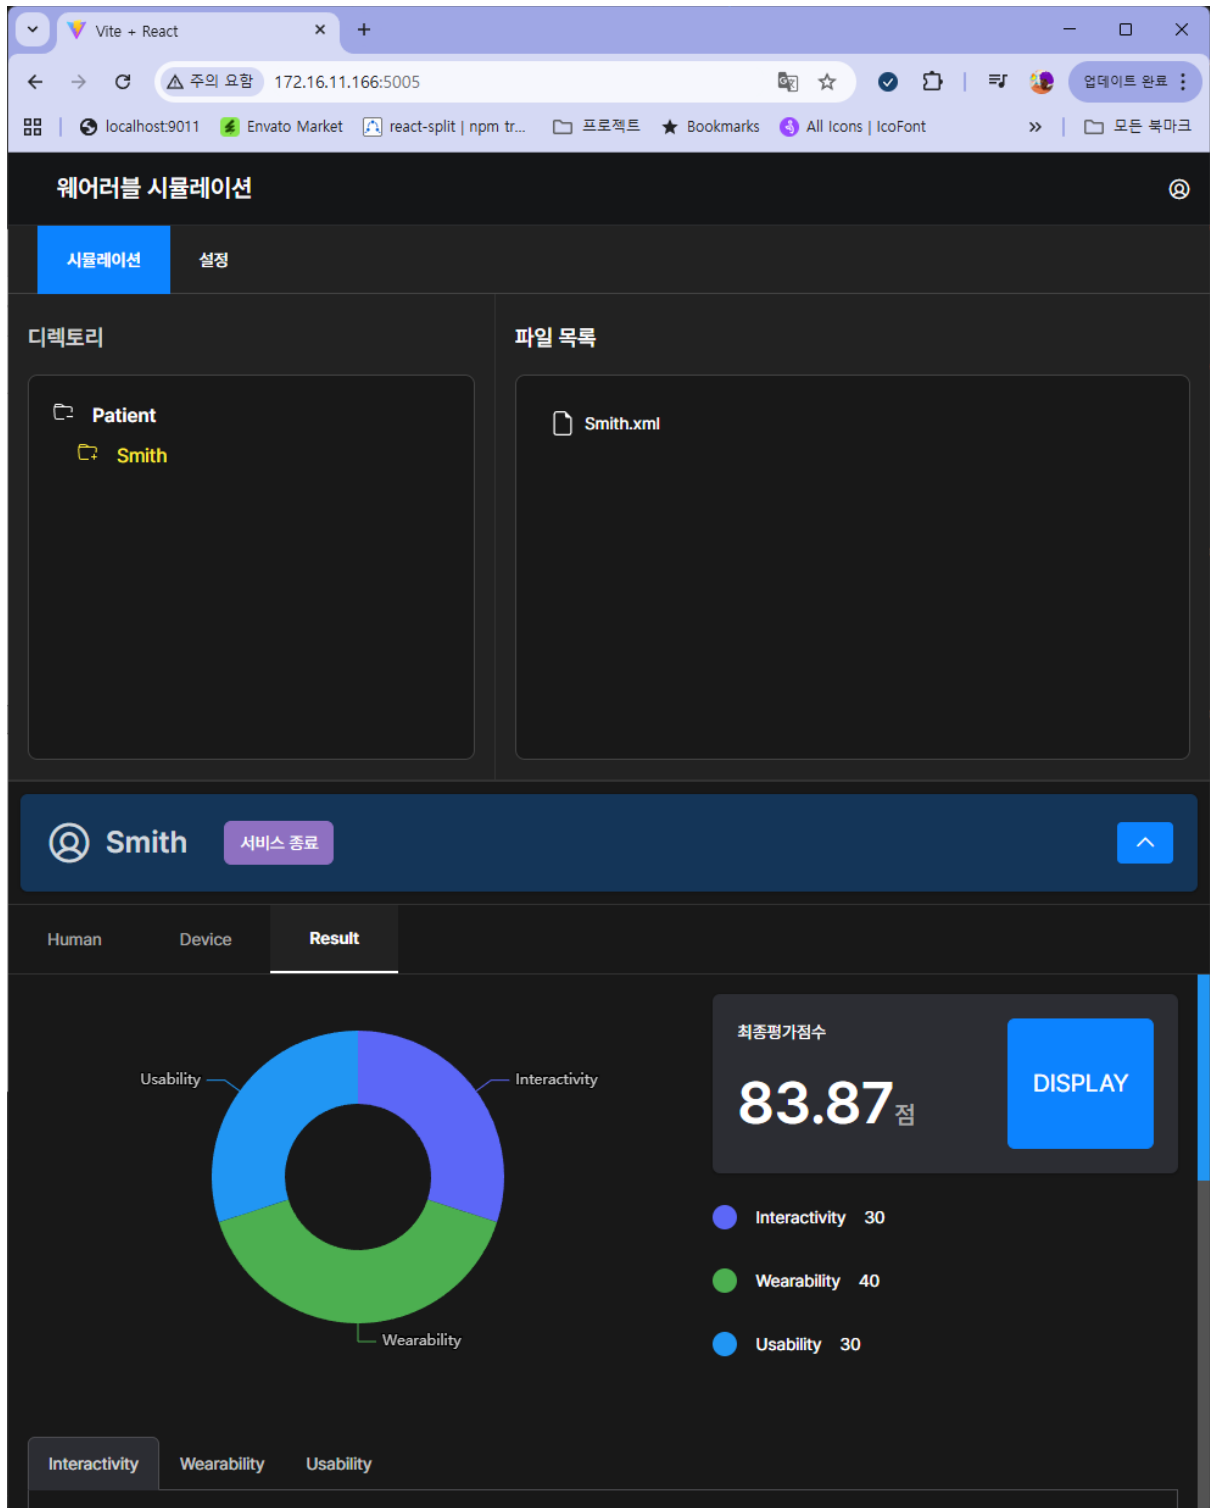 Vite + React
주의 요함 172.16.11.166:5005 업데이트 완료
localhost:9011 Envato Market react-split | npm tr... 프로젝트 Bookmarks All Icons | IcoFont » 모든 북마크
웨어러블 시뮬레이션
시뮬레이션 설정
디렉토리 파일 목록
Patient
Smith.xml
Smith
Smith 서비스 종료
Human Device Result
최종평가점수
83.87점
DISPLAY
Usability
Interactivity
Wearability
Interactivity 30
Wearability 40
Usability 30
Interactivity Wearability Usability